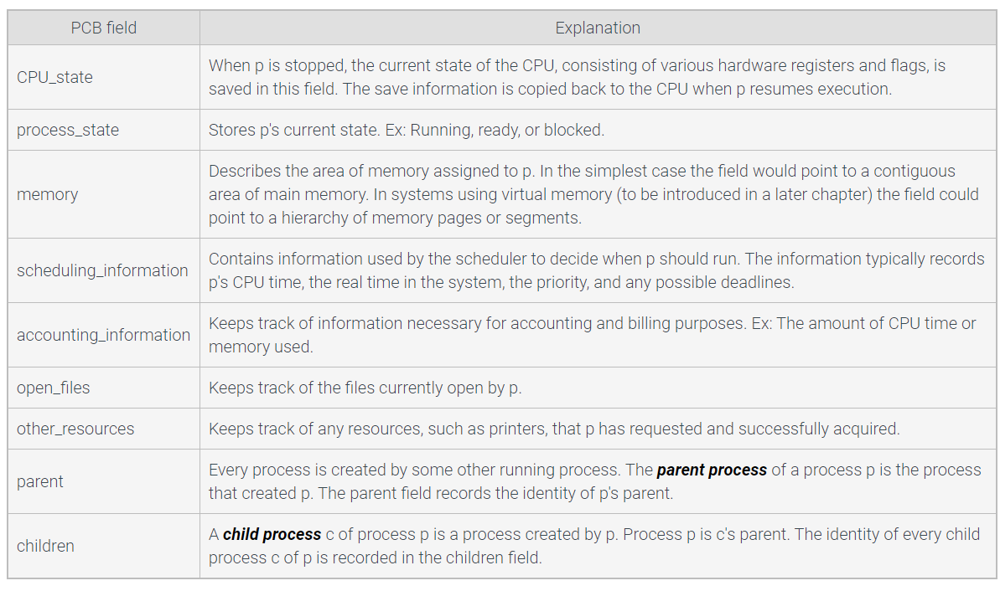 PCB field
Explanation
CPU_state
When p is stopped, the current state of the CPU, consisting of various hardware registers and flags, is
saved in this field. The save information is copied back to the CPU when p resumes execution.
process_state
Stores p's current state. Ex: Running, ready, or blocked.
memory
Describes the area of memory assigned to p. In the simplest case the field would point to a contiguous
area of main memory. In systems using virtual memory (to be introduced in a later chapter) the field could
point to a hierarchy of memory pages or segments.
scheduling_information
Contains information used by the scheduler to decide when p should run. The information typically records
p's CPU time, the real time in the system, the priority, and any possible deadlines.
accounting_information
Keeps track of information necessary for accounting and billing purposes. Ex: The amount of CPU time or
memory used.
open_files
Keeps track of the files currently open by p.
other_resources
Keeps track of any resources, such as printers, that p has requested and successfully acquired.
parent
Every process is created by some other running process. The parent process of a process p is the process
that created p. The parent field records the identity of p's parent.
children
A child process c of process p is a process created by p. Process p is c's parent. The identity of every child
process c of p is recorded in the children field.